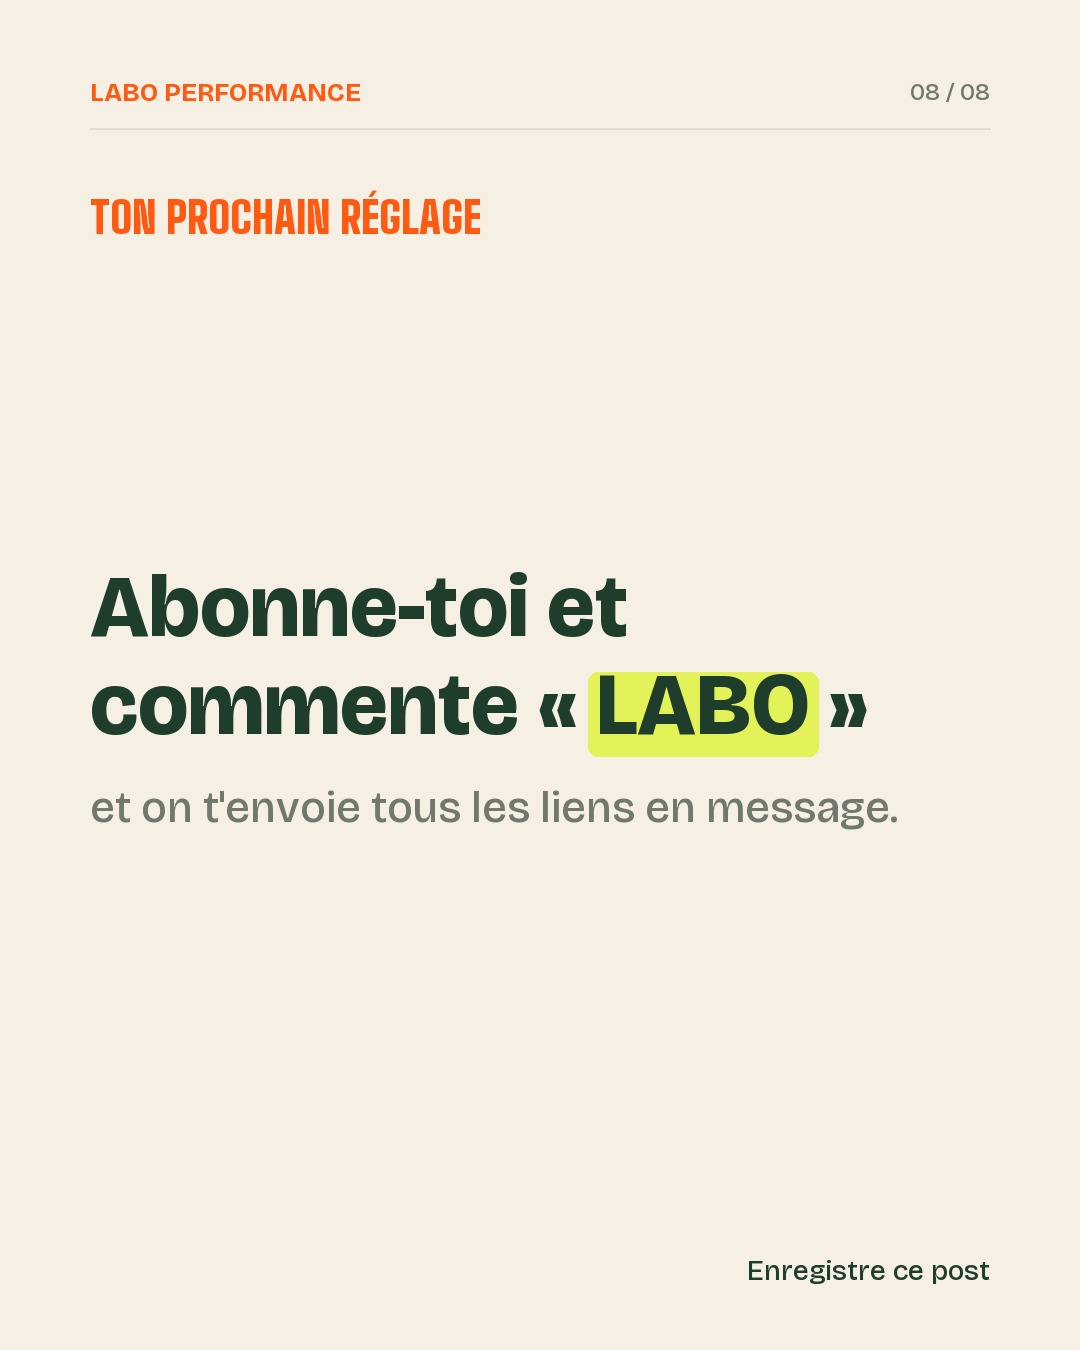 LABO PERFORMANCE
08 / 08
TON PROCHAIN RÉGLAGE
Abonne-toi et
commente « LABO »
et on t'envoie tous les liens en message.
Enregistre ce post